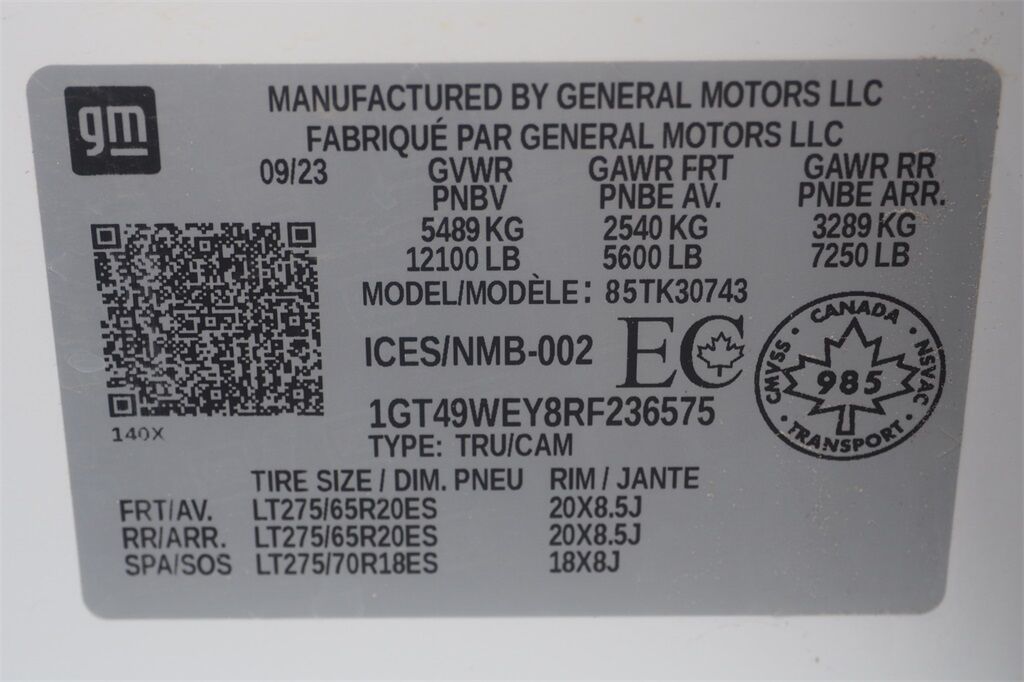 gm
MANUFACTURED BY GENERAL MOTORS LLC
FABRIQUÉ PAR GENERAL MOTORS LLC
09/23 GVWR GAWR FRT GAWR RR
PNBV PNBE AV. PNBE ARR.
5489 KG 2540 KG 3289 KG
12100 LB 5600 LB 7250 LB
MODEL/MODÈLE: 85TK30743
ICES/NMB-002 EC
CANADA
CMVSS 985 NSVAC
TRANSPORT
1GT49WEY8RF236575
140X
TYPE: TRU/CAM
TIRE SIZE / DIM. PNEU RIM / JANTE
FRT/AV. LT275/65R20ES 20X8.5J
RR/ARR. LT275/65R20ES 20X8.5J
SPA/SOS LT275/70R18ES 18X8J